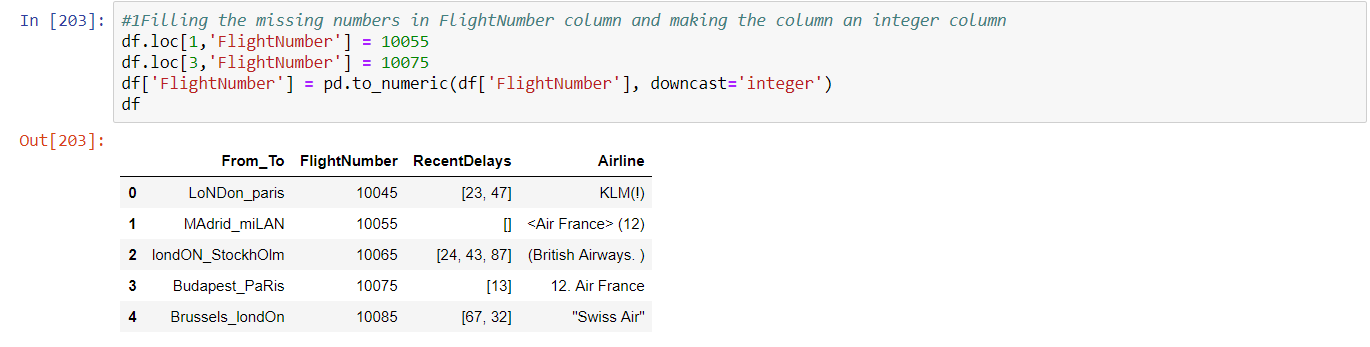 In [203]: #1Filling the missing numbers in FlightNumber column and making the column an integer column
df.loc[1,'FlightNumber'] = 10055
df.loc[3,'FlightNumber'] = 10075
df['FlightNumber'] = pd.to_numeric(df['FlightNumber'], downcast='integer')
df
Out[203]:
From_To FlightNumber RecentDelays Airline
0 LoNDon_paris 10045 [23, 47] KLM(!)
1 MAdrid_miLAN 10055 [] <Air France> (12)
2 londON_StockhOlm 10065 [24, 43, 87] (British Airways. )
3 Budapest_PaRis 10075 [13] 12. Air France
4 Brussels_londOn 10085 [67, 32] "Swiss Air"